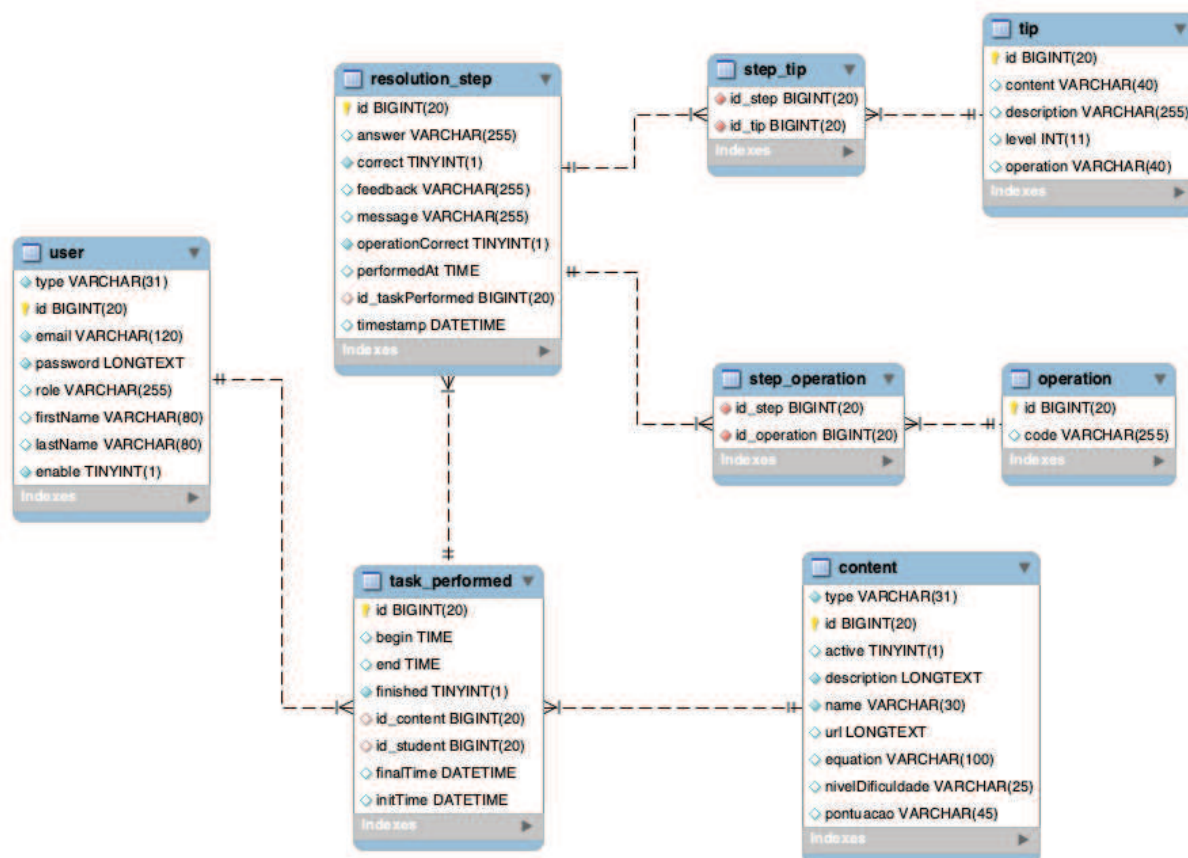 resolution_step
id BIGINT(20)
answer VARCHAR(255)
correct TINYINT(1)
feedback VARCHAR(255)
message VARCHAR(255)
operationCorrect TINYINT(1)
performedAt TIME
id_taskPerformed BIGINT(20)
timestamp DATETIME
Indexes
step_tip
id_step BIGINT(20)
id_tip BIGINT(20)
Indexes
tip
id BIGINT(20)
content VARCHAR(40)
description VARCHAR(255)
level INT(11)
operation VARCHAR(40)
Indexes
user
type VARCHAR(31)
id BIGINT(20)
email VARCHAR(120)
password LONGTEXT
role VARCHAR(255)
firstName VARCHAR(80)
lastName VARCHAR(80)
enable TINYINT(1)
Indexes
step_operation
id_step BIGINT(20)
id_operation BIGINT(20)
Indexes
operation
id BIGINT(20)
code VARCHAR(255)
Indexes
task_performed
id BIGINT(20)
begin TIME
end TIME
finished TINYINT(1)
id_content BIGINT(20)
id_student BIGINT(20)
finalTime DATETIME
initTime DATETIME
Indexes
content
type VARCHAR(31)
id BIGINT(20)
active TINYINT(1)
description LONGTEXT
name VARCHAR(30)
url LONGTEXT
equation VARCHAR(100)
nivelDificuldade VARCHAR(25)
pontuacao VARCHAR(45)
Indexes